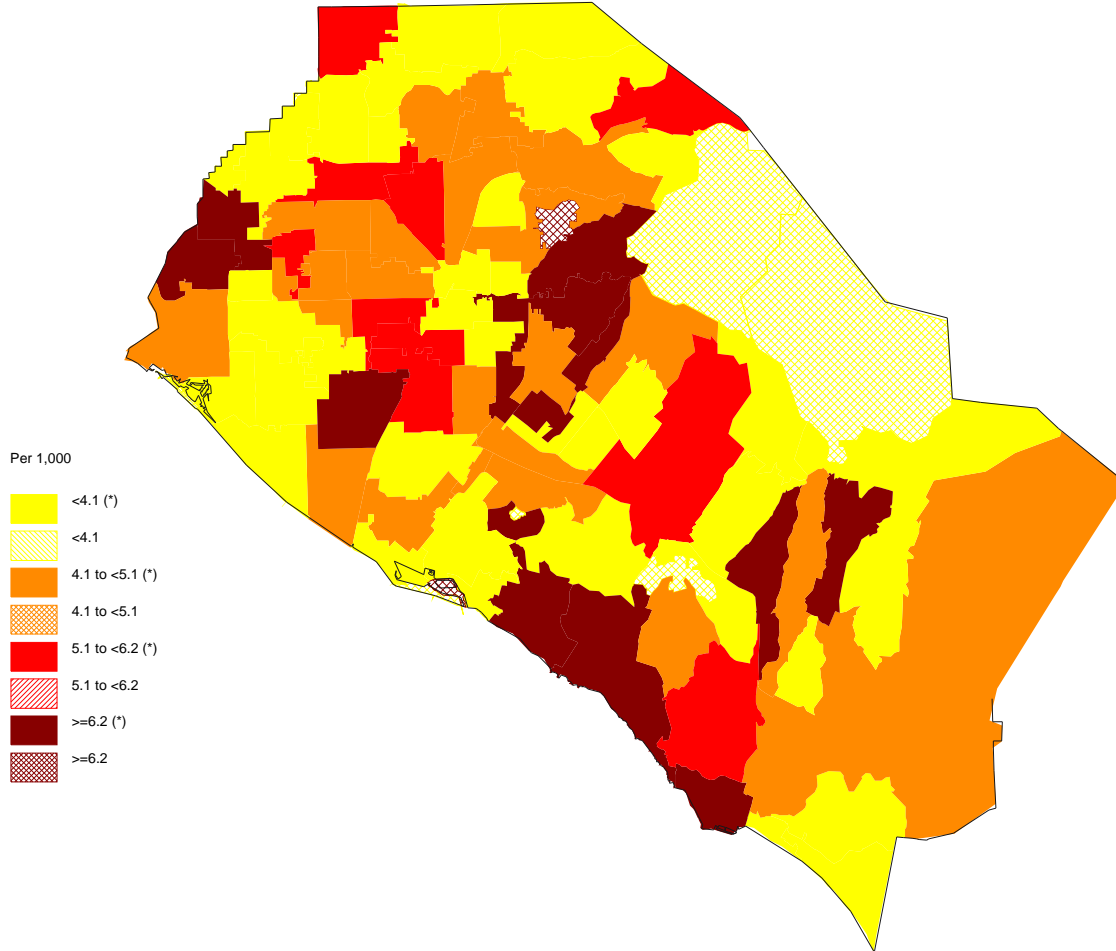 Per 1,000
<4.1 (*)
<4.1
4.1 to <5.1 (*)
4.1 to <5.1
5.1 to <6.2 (*)
5.1 to <6.2
>=6.2 (*)
>=6.2